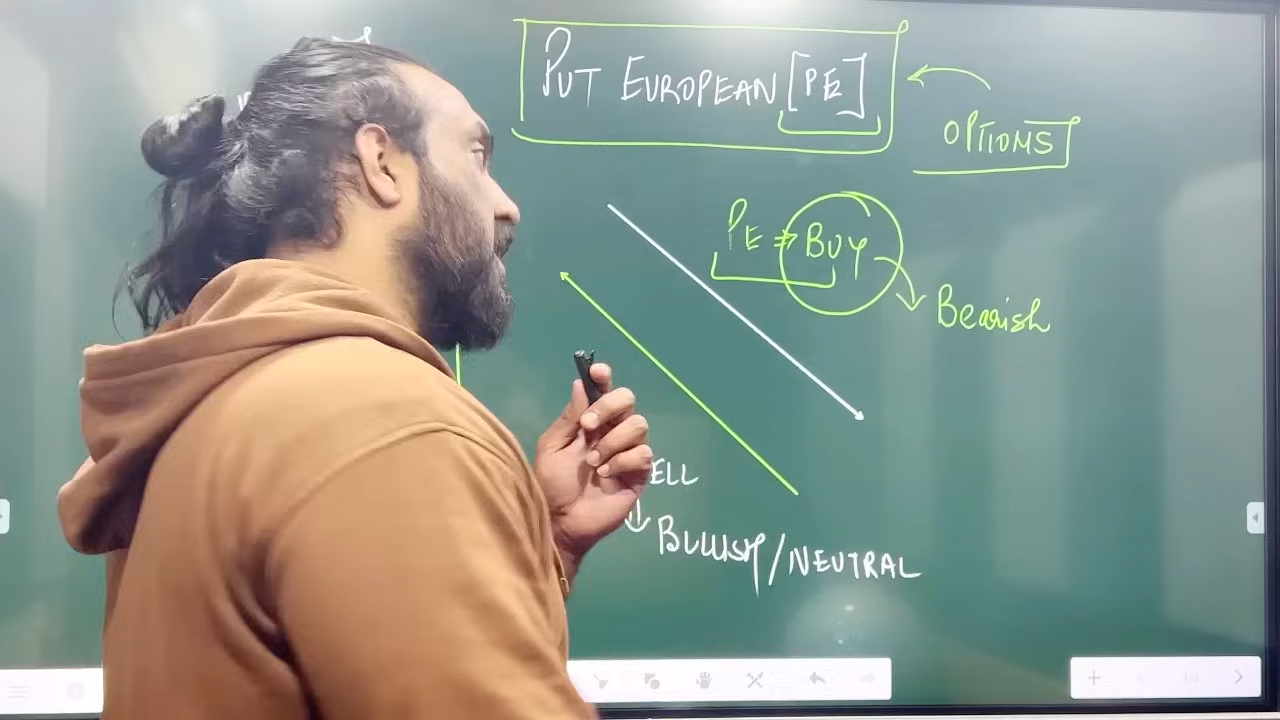 PUT EUROPEAN [PE]
OPTIONS
PE ⇒ BUY
Bearish
ELL
BULLISH/NEUTRAL